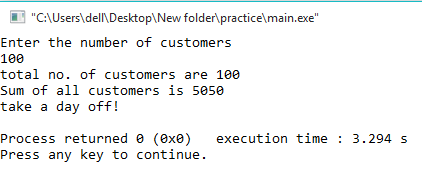 "C:\Users\dell\Desktop\New folder\practice\main.exe"
Enter the number of customers
100
total no. of customers are 100
Sum of all customers is 5050
take a day off!
Process returned 0 (0x0)   execution time : 3.294 s
Press any key to continue.